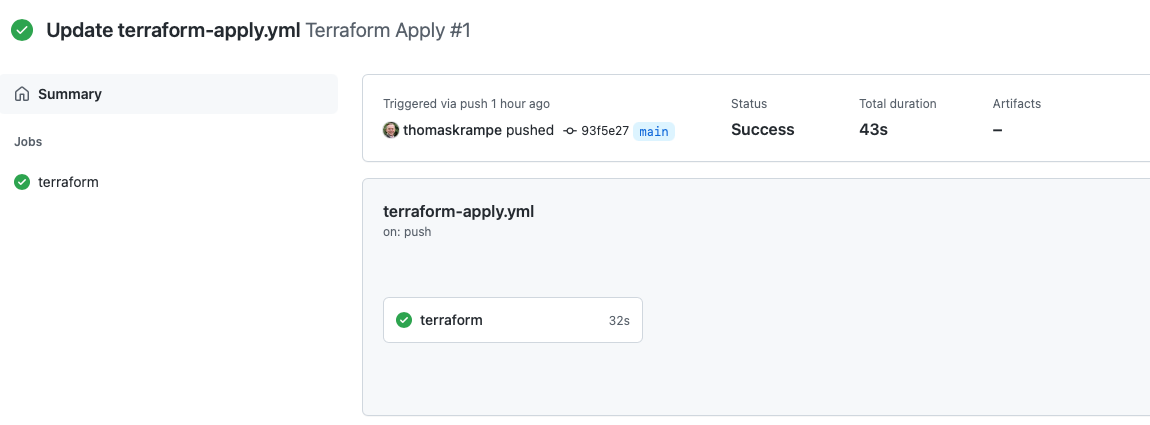 Update terraform-apply.yml Terraform Apply #1
Summary
Jobs
terraform
Triggered via push 1 hour ago
thomaskrampe pushed 93f5e27 main
Status
Success
Total duration
43s
Artifacts
–
terraform-apply.yml
on: push
terraform 32s